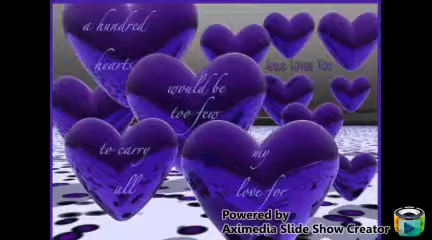 a hundred
hearts
would be
too few
to carry
all
my
love for
Jesus Loves You
Powered by
Aximedia Slide Show Creator